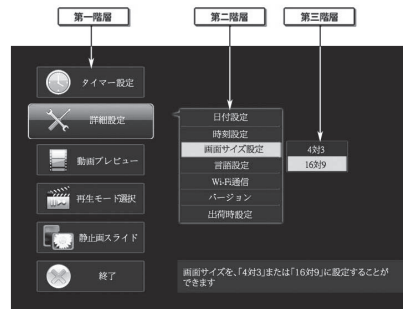 第一階層
第二階層
第三階層
タイマー設定
詳細設定
動画プレビュー
再生モード選択
静止画スライド
終了
日付設定
時刻設定
画面サイズ設定
言語設定
Wi-Fi通信
バージョン
出荷時設定
4対3
16対9
画面サイズを、「4対3」または「16対9」に設定することが
できます